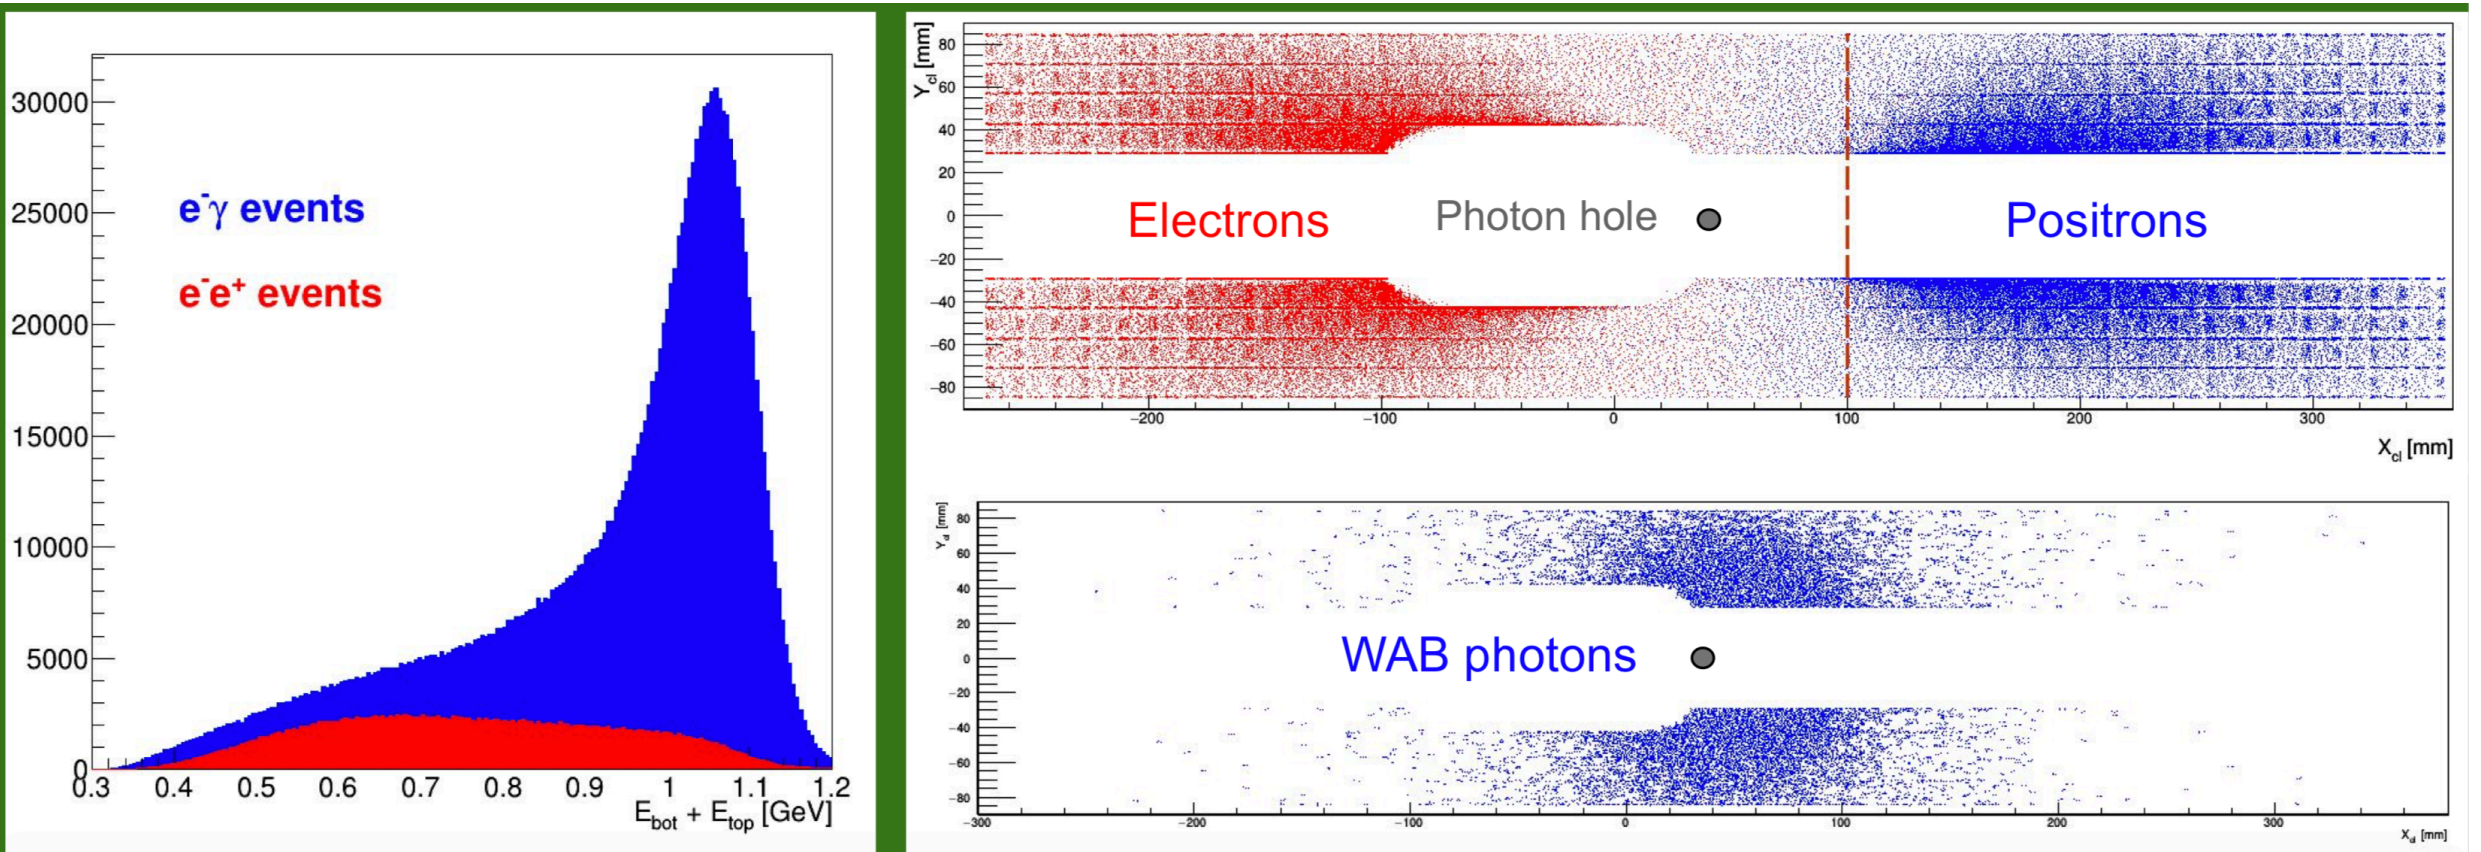 30000
25000
20000
15000
10000
5000
0
e⁻γ events
e⁻e⁺ events
0.3 0.4 0.5 0.6 0.7 0.8 0.9 1 1.1 1.2
E_bot + E_top [GeV]
Y_cl [mm]
80
60
40
20
0
−20
−40
−60
−80
Electrons Photon hole Positrons
−200 −100 0 100 200 300
X_cl [mm]
Y_cl [mm]
80
60
40
20
0
−20
−40
−60
−80
WAB photons
−300 −200 −100 0 100 200 300
X_cl [mm]